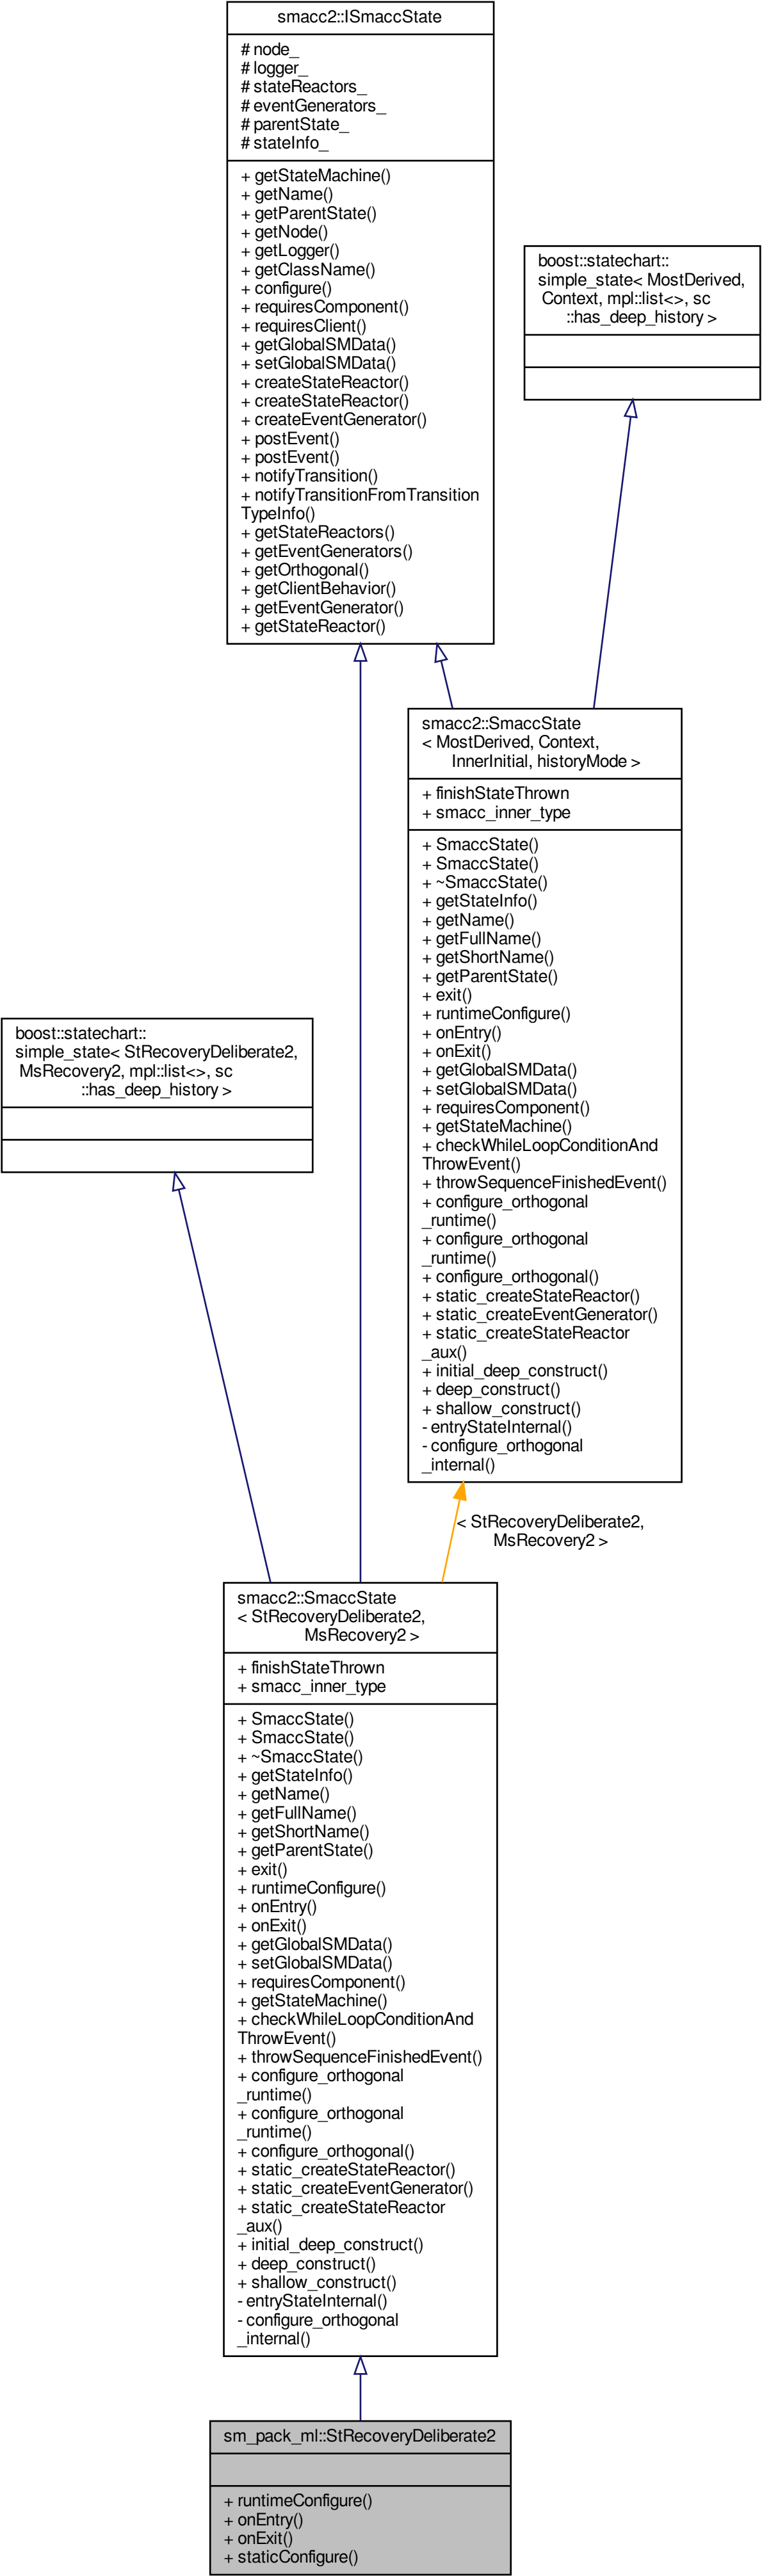 smacc2::ISmaccState
# node_
# logger_
# stateReactors_
# eventGenerators_
# parentState_
# stateInfo_
+ getStateMachine()
+ getName()
+ getParentState()
+ getNode()
+ getLogger()
+ getClassName()
+ configure()
+ requiresComponent()
+ requiresClient()
+ getGlobalSMData()
+ setGlobalSMData()
+ createStateReactor()
+ createStateReactor()
+ createEventGenerator()
+ postEvent()
+ postEvent()
+ notifyTransition()
+ notifyTransitionFromTransition
TypeInfo()
+ getStateReactors()
+ getEventGenerators()
+ getOrthogonal()
+ getClientBehavior()
+ getEventGenerator()
+ getStateReactor()
boost::statechart::
simple_state< MostDerived,
Context, mpl::list<>, sc
::has_deep_history >
smacc2::SmaccState
< MostDerived, Context,
InnerInitial, historyMode >
+ finishStateThrown
+ smacc_inner_type
+ SmaccState()
+ SmaccState()
+ ~SmaccState()
+ getStateInfo()
+ getName()
+ getFullName()
+ getShortName()
+ getParentState()
+ exit()
+ runtimeConfigure()
+ onEntry()
+ onExit()
+ getGlobalSMData()
+ setGlobalSMData()
+ requiresComponent()
+ getStateMachine()
+ checkWhileLoopConditionAnd
ThrowEvent()
+ throwSequenceFinishedEvent()
+ configure_orthogonal
_runtime()
+ configure_orthogonal
_runtime()
+ configure_orthogonal()
+ static_createStateReactor()
+ static_createEventGenerator()
+ static_createStateReactor
_aux()
+ initial_deep_construct()
+ deep_construct()
+ shallow_construct()
- entryStateInternal()
- configure_orthogonal
_internal()
boost::statechart::
simple_state< StRecoveryDeliberate2,
MsRecovery2, mpl::list<>, sc
::has_deep_history >
< StRecoveryDeliberate2,
MsRecovery2 >
smacc2::SmaccState
< StRecoveryDeliberate2,
MsRecovery2 >
+ finishStateThrown
+ smacc_inner_type
+ SmaccState()
+ SmaccState()
+ ~SmaccState()
+ getStateInfo()
+ getName()
+ getFullName()
+ getShortName()
+ getParentState()
+ exit()
+ runtimeConfigure()
+ onEntry()
+ onExit()
+ getGlobalSMData()
+ setGlobalSMData()
+ requiresComponent()
+ getStateMachine()
+ checkWhileLoopConditionAnd
ThrowEvent()
+ throwSequenceFinishedEvent()
+ configure_orthogonal
_runtime()
+ configure_orthogonal
_runtime()
+ configure_orthogonal()
+ static_createStateReactor()
+ static_createEventGenerator()
+ static_createStateReactor
_aux()
+ initial_deep_construct()
+ deep_construct()
+ shallow_construct()
- entryStateInternal()
- configure_orthogonal
_internal()
sm_pack_ml::StRecoveryDeliberate2
+ runtimeConfigure()
+ onEntry()
+ onExit()
+ staticConfigure()